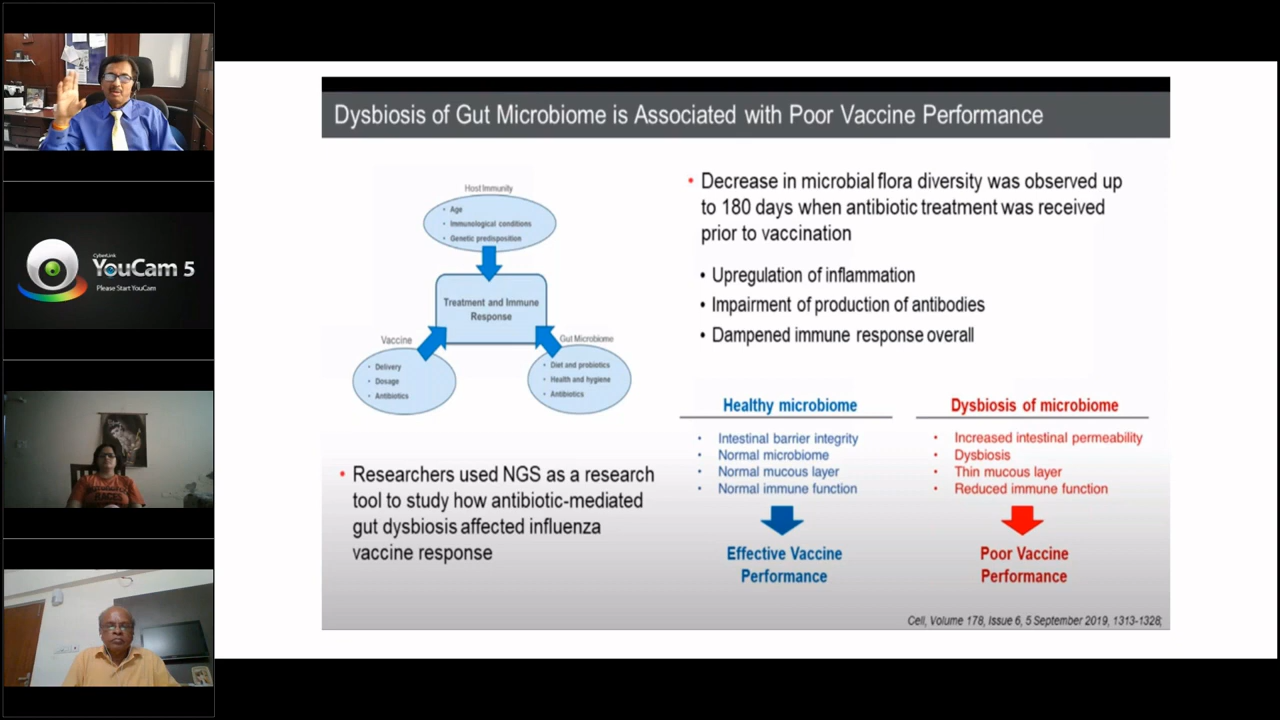 Dysbiosis of Gut Microbiome is Associated with Poor Vaccine Performance
Host Immunity
• Age
• Immunological conditions
• Genetic predisposition
Treatment and Immune
Response
Vaccine
• Delivery
• Dosage
• Antibiotics
Gut Microbiome
• Diet and probiotics
• Health and hygiene
• Antibiotics
• Researchers used NGS as a research
tool to study how antibiotic-mediated
gut dysbiosis affected influenza
vaccine response
• Decrease in microbial flora diversity was observed up
to 180 days when antibiotic treatment was received
prior to vaccination
• Upregulation of inflammation
• Impairment of production of antibodies
• Dampened immune response overall
Healthy microbiome
• Intestinal barrier integrity
• Normal microbiome
• Normal mucous layer
• Normal immune function
Effective Vaccine
Performance
Dysbiosis of microbiome
• Increased intestinal permeability
• Dysbiosis
• Thin mucous layer
• Reduced immune function
Poor Vaccine
Performance
Cell, Volume 178, Issue 6, 5 September 2019, 1313-1328;
CyberLink
YouCam 5
Please Start YouCam